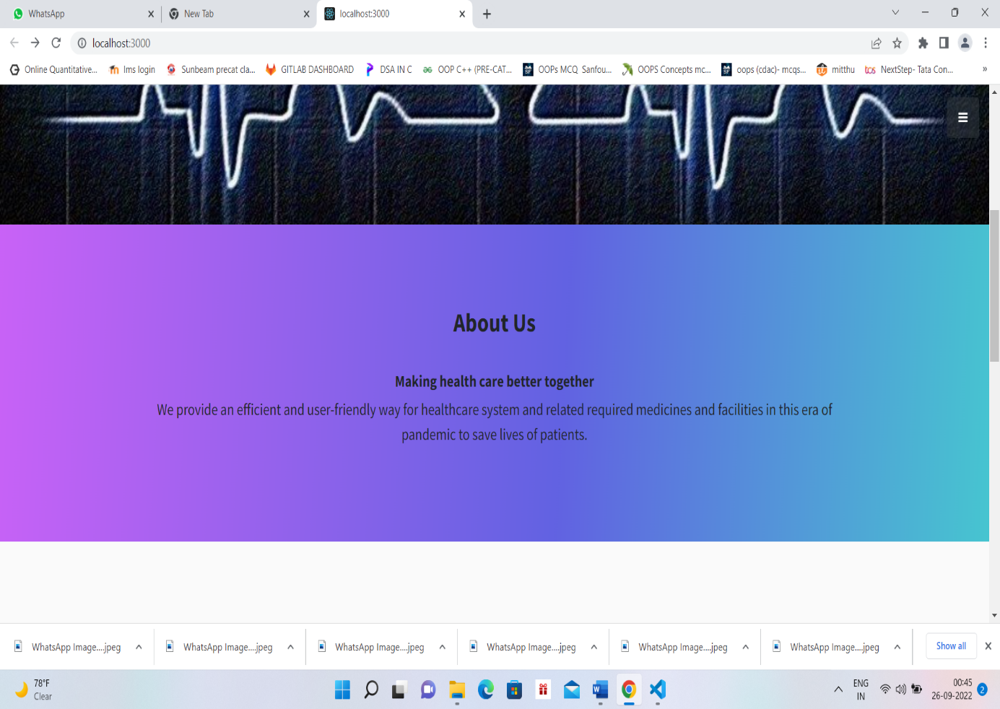 WhatsApp
New Tab
localhost:3000
localhost:3000
Online Quantitative...
lms login
Sunbeam precat cla...
GITLAB DASHBOARD
DSA IN C
OOP C++ (PRE-CAT...
OOPs MCQ Sanfou...
OOPS Concepts mc...
oops (cdac)- mcqs...
mitthu
tcs NextStep- Tata Con...
About Us
Making health care better together
We provide an efficient and user-friendly way for healthcare system and related required medicines and facilities in this era of
pandemic to save lives of patients.
WhatsApp Image....jpeg
WhatsApp Image....jpeg
WhatsApp Image....jpeg
WhatsApp Image....jpeg
WhatsApp Image....jpeg
WhatsApp Image....jpeg
Show all
78°F
Clear
ENG
IN
00:45
26-09-2022
2